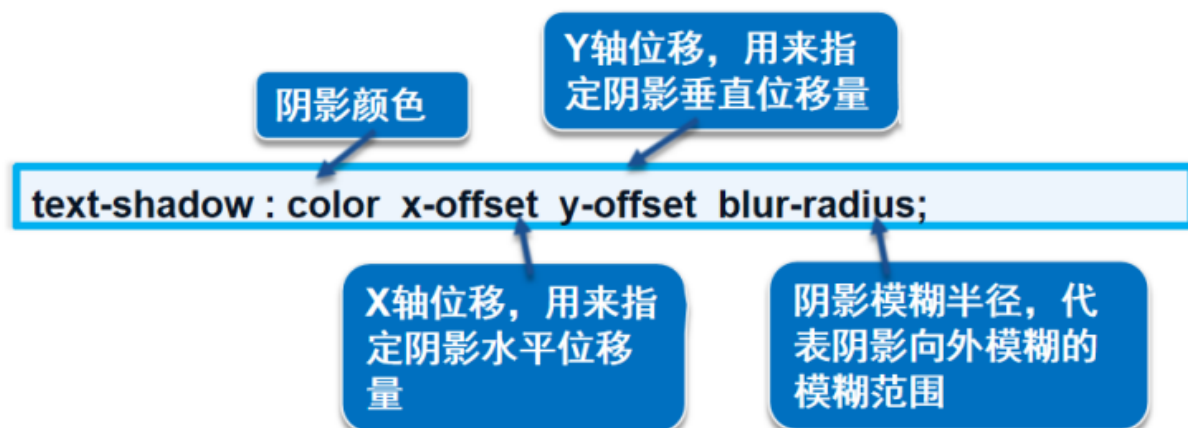 Y轴位移，用来指
定阴影垂直位移量
阴影颜色
text-shadow : color  x-offset  y-offset  blur-radius;
X轴位移，用来指
定阴影水平位移
量
阴影模糊半径，代
表阴影向外模糊的
模糊范围